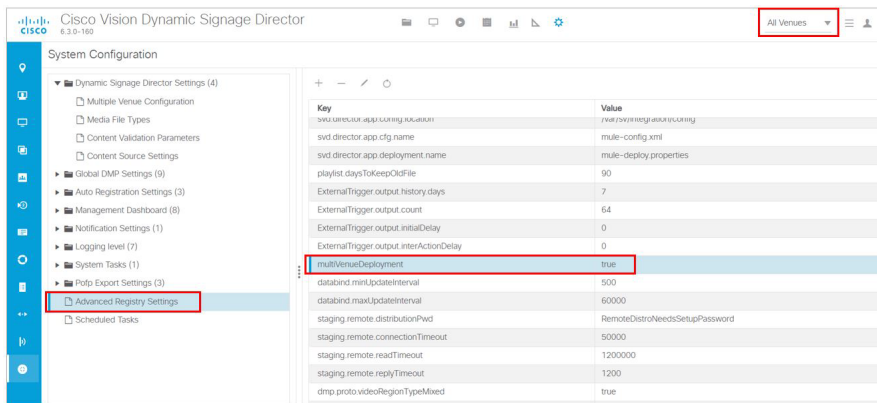 Cisco Vision Dynamic Signage Director
CISCO 6.3.0-160
All Venues
System Configuration
Dynamic Signage Director Settings (4)
Multiple Venue Configuration
Media File Types
Content Validation Parameters
Content Source Settings
Global DMP Settings (9)
Auto Registration Settings (3)
Management Dashboard (8)
Notification Settings (1)
Logging level (7)
System Tasks (1)
Pofp Export Settings (3)
Advanced Registry Settings
Scheduled Tasks
Key Value
svd.director.app.config.location /var/sv/integration/config
svd.director.app.cfg.name mule-config.xml
svd.director.app.deployment.name mule-deploy.properties
playlist.daysToKeepOldFile 90
ExternalTrigger.output.history.days 7
ExternalTrigger.output.count 64
ExternalTrigger.output.initialDelay 0
ExternalTrigger.output.interActionDelay 0
multiVenueDeployment true
databind.minUpdateInterval 500
databind.maxUpdateInterval 60000
staging.remote.distributionPwd RemoteDistroNeedsSetupPassword
staging.remote.connectionTimeout 50000
staging.remote.readTimeout 1200000
staging.remote.replyTimeout 1200
dmp.proto.videoRegionTypeMixed true